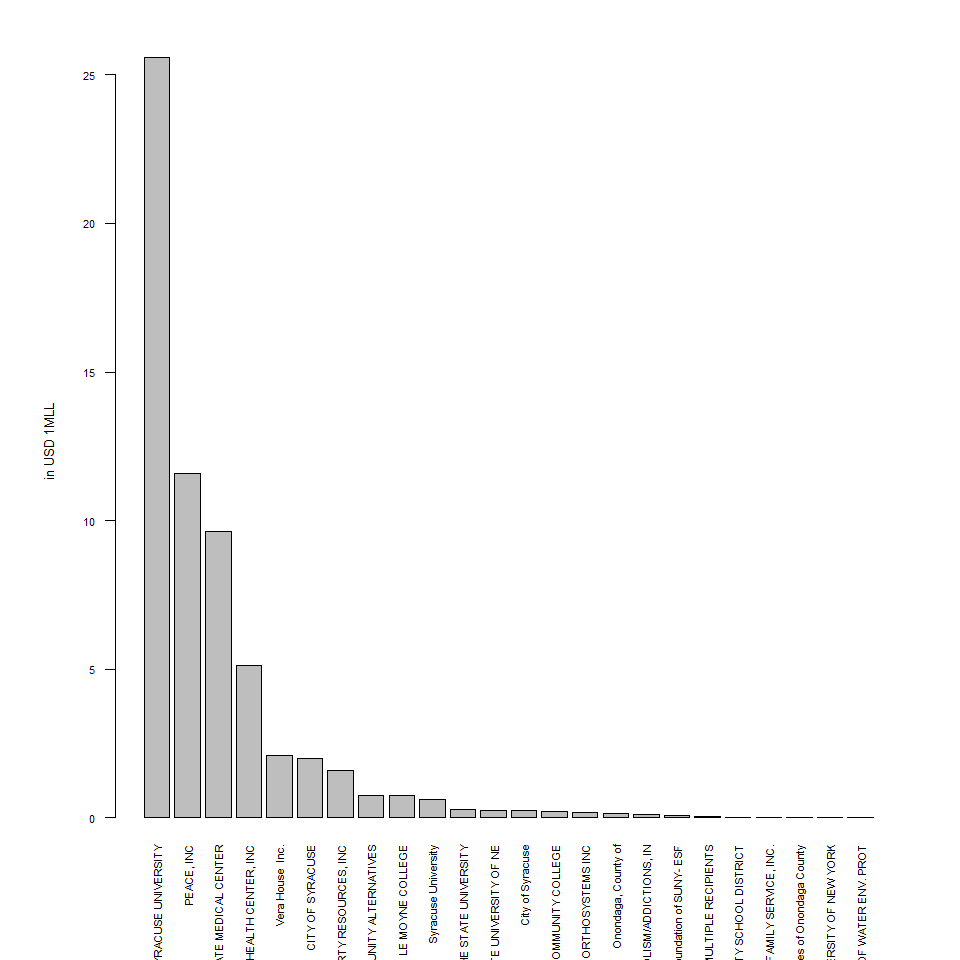 25
20
15
10
5
0
in USD 1MLL
YRACUSE UNIVERSITY
PEACE, INC
ATE MEDICAL CENTER
HEALTH CENTER, INC
Vera House Inc.
CITY OF SYRACUSE
RTY RESOURCES, INC
UNITY ALTERNATIVES
LE MOYNE COLLEGE
Syracuse University
HE STATE UNIVERSITY
TE UNIVERSITY OF NE
City of Syracuse
OMMUNITY COLLEGE
ORTHOSYSTEMS INC
Onondaga, County of
OLISM/ADDICTIONS, IN
oundation of SUNY- ESF
MULTIPLE RECIPIENTS
TY SCHOOL DISTRICT
FAMILY SERVICE, INC.
es of Onondaga County
ERSITY OF NEW YORK
OF WATER ENV. PROT